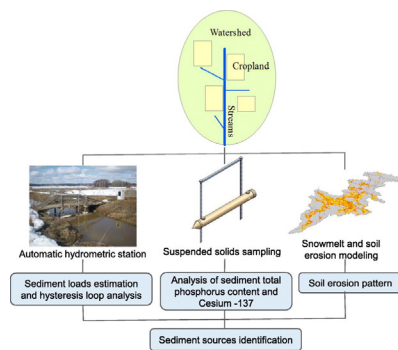 Watershed
Cropland
Streams
Automatic hydrometric station
Suspended solids sampling
Snowmelt and soil
erosion modeling
Sediment loads estimation
and hysteresis loop analysis
Analysis of sediment total
phosphorus content and
Cesium -137
Soil erosion pattern
Sediment sources identification